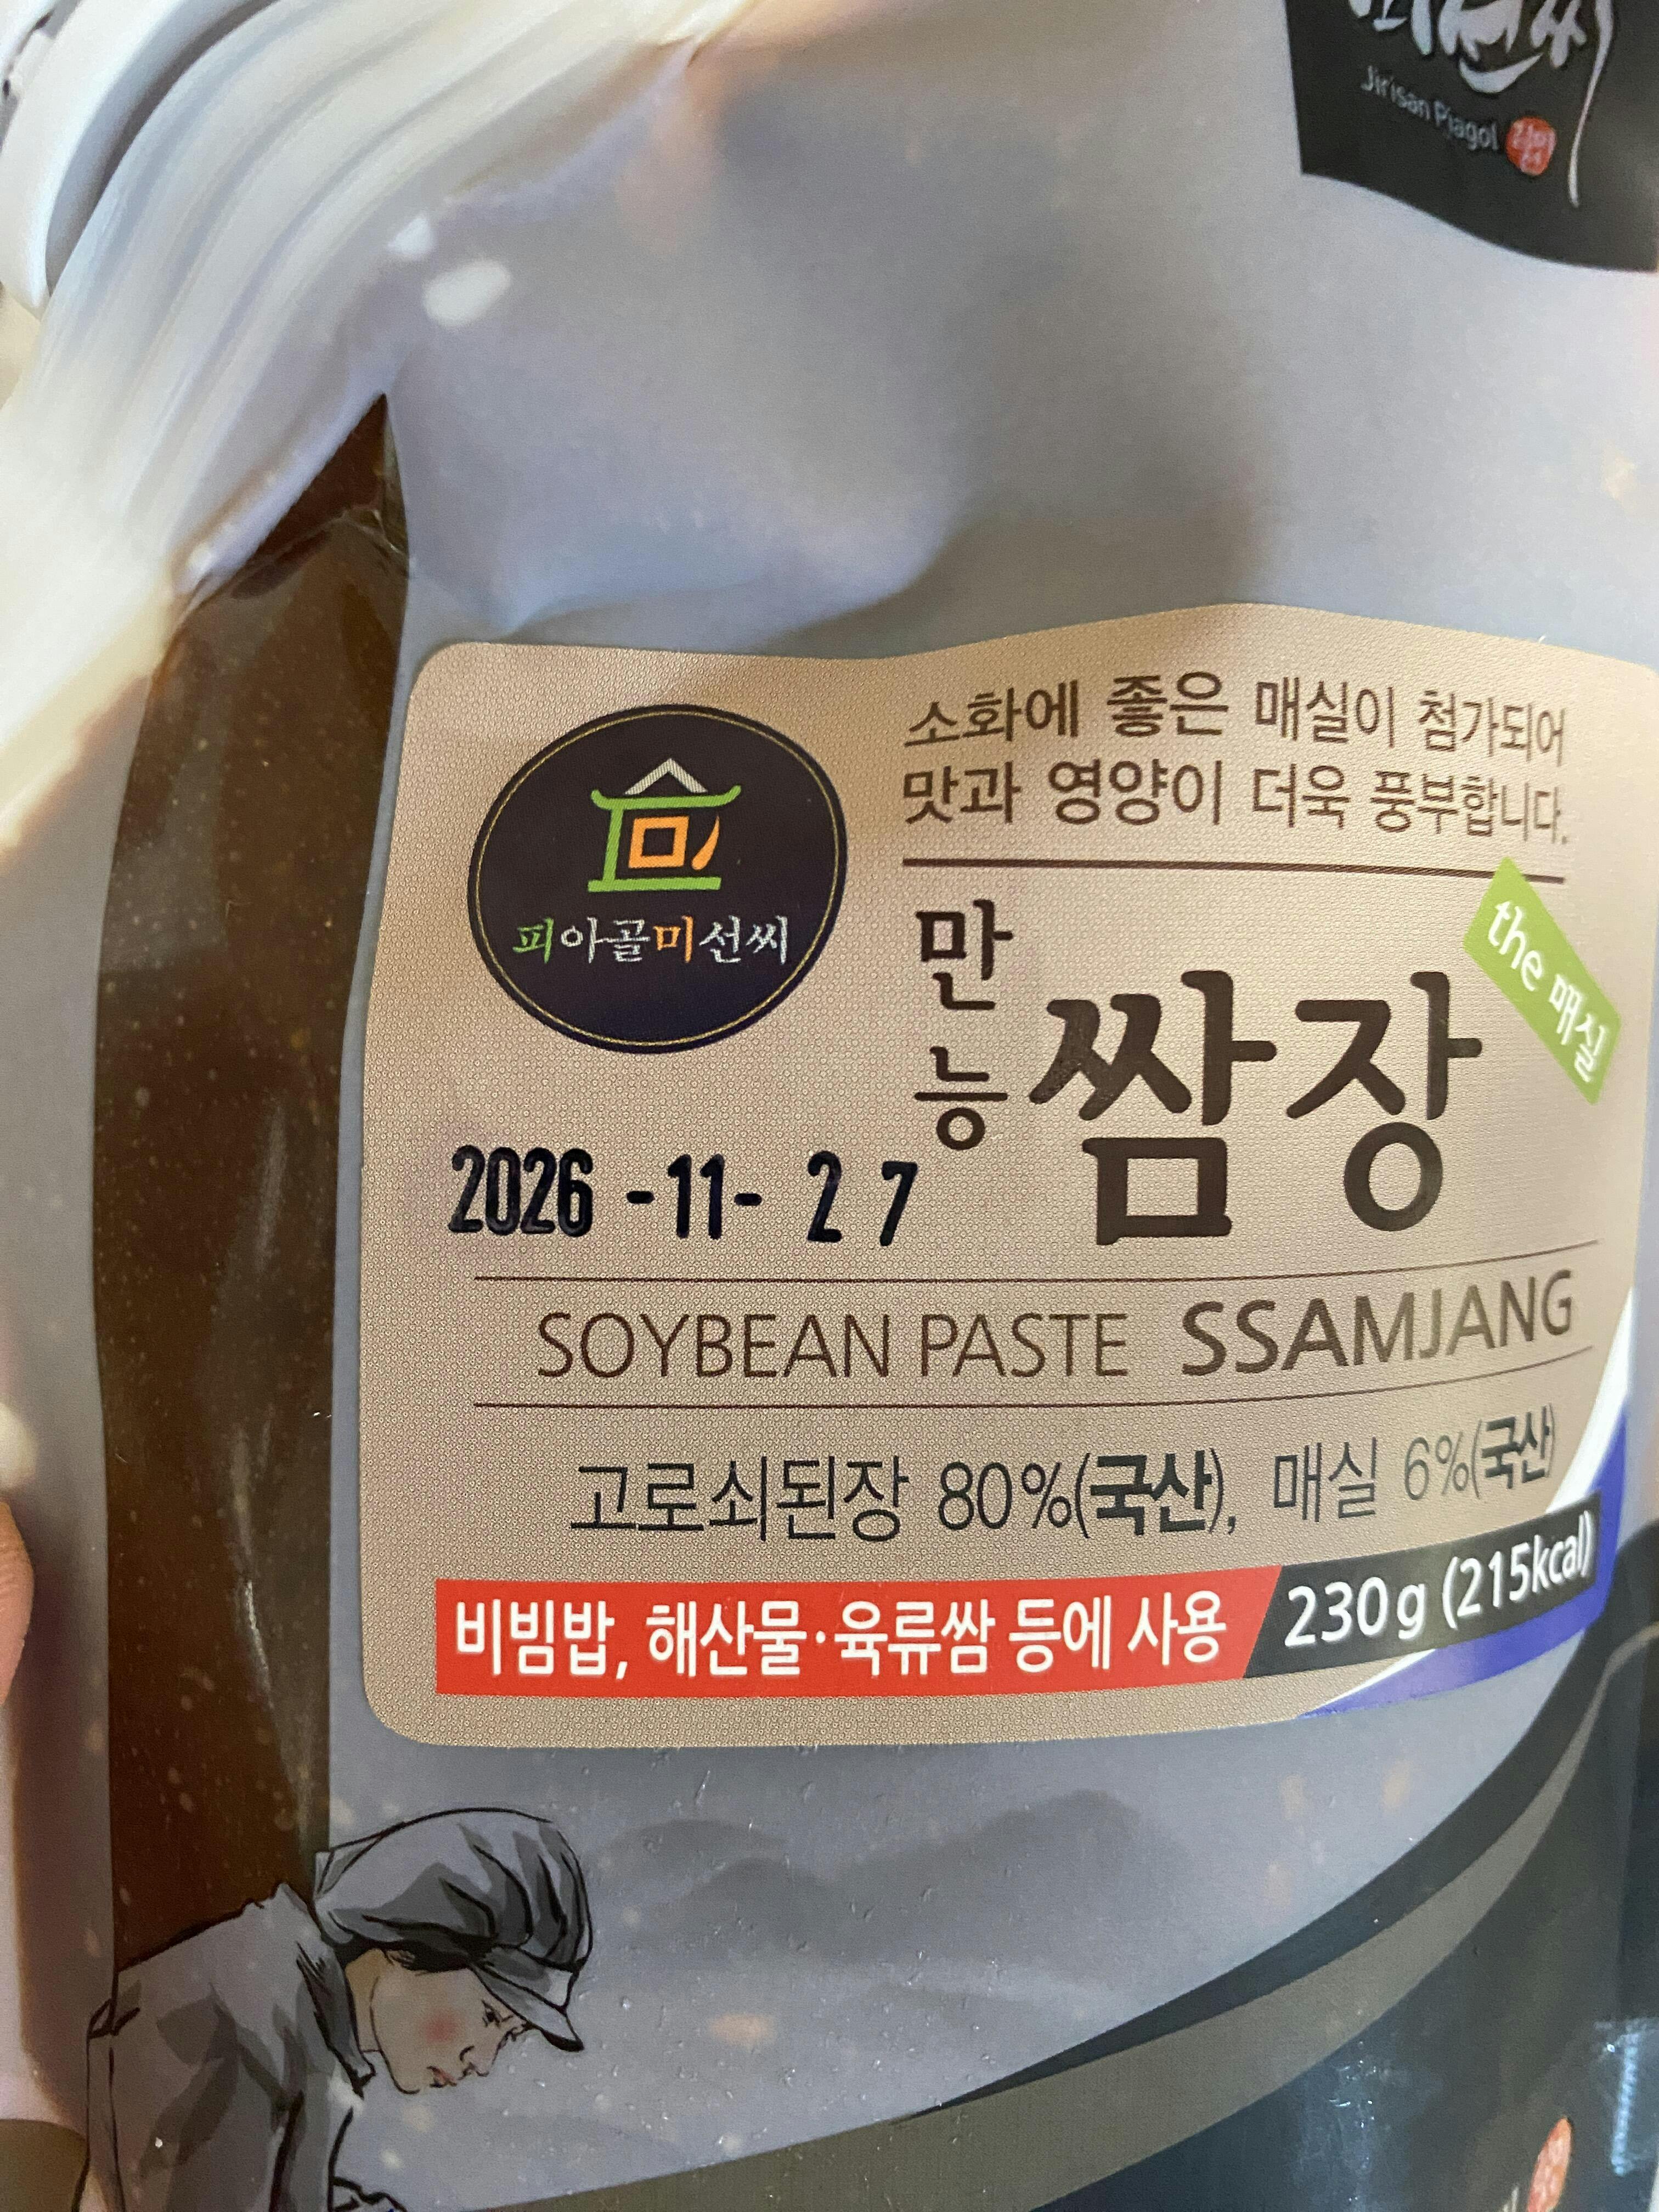 Jirisan Piagol
소화에 좋은 매실이 첨가되어
맛과 영양이 더욱 풍부합니다.
피아골미선씨
만능 쌈장
the 매실
2026 -11- 27
SOYBEAN PASTE SSAMJANG
고로쇠된장 80%(국산), 매실 6%(국산)
비빔밥, 해산물·육류쌈 등에 사용 230g (215kcal)